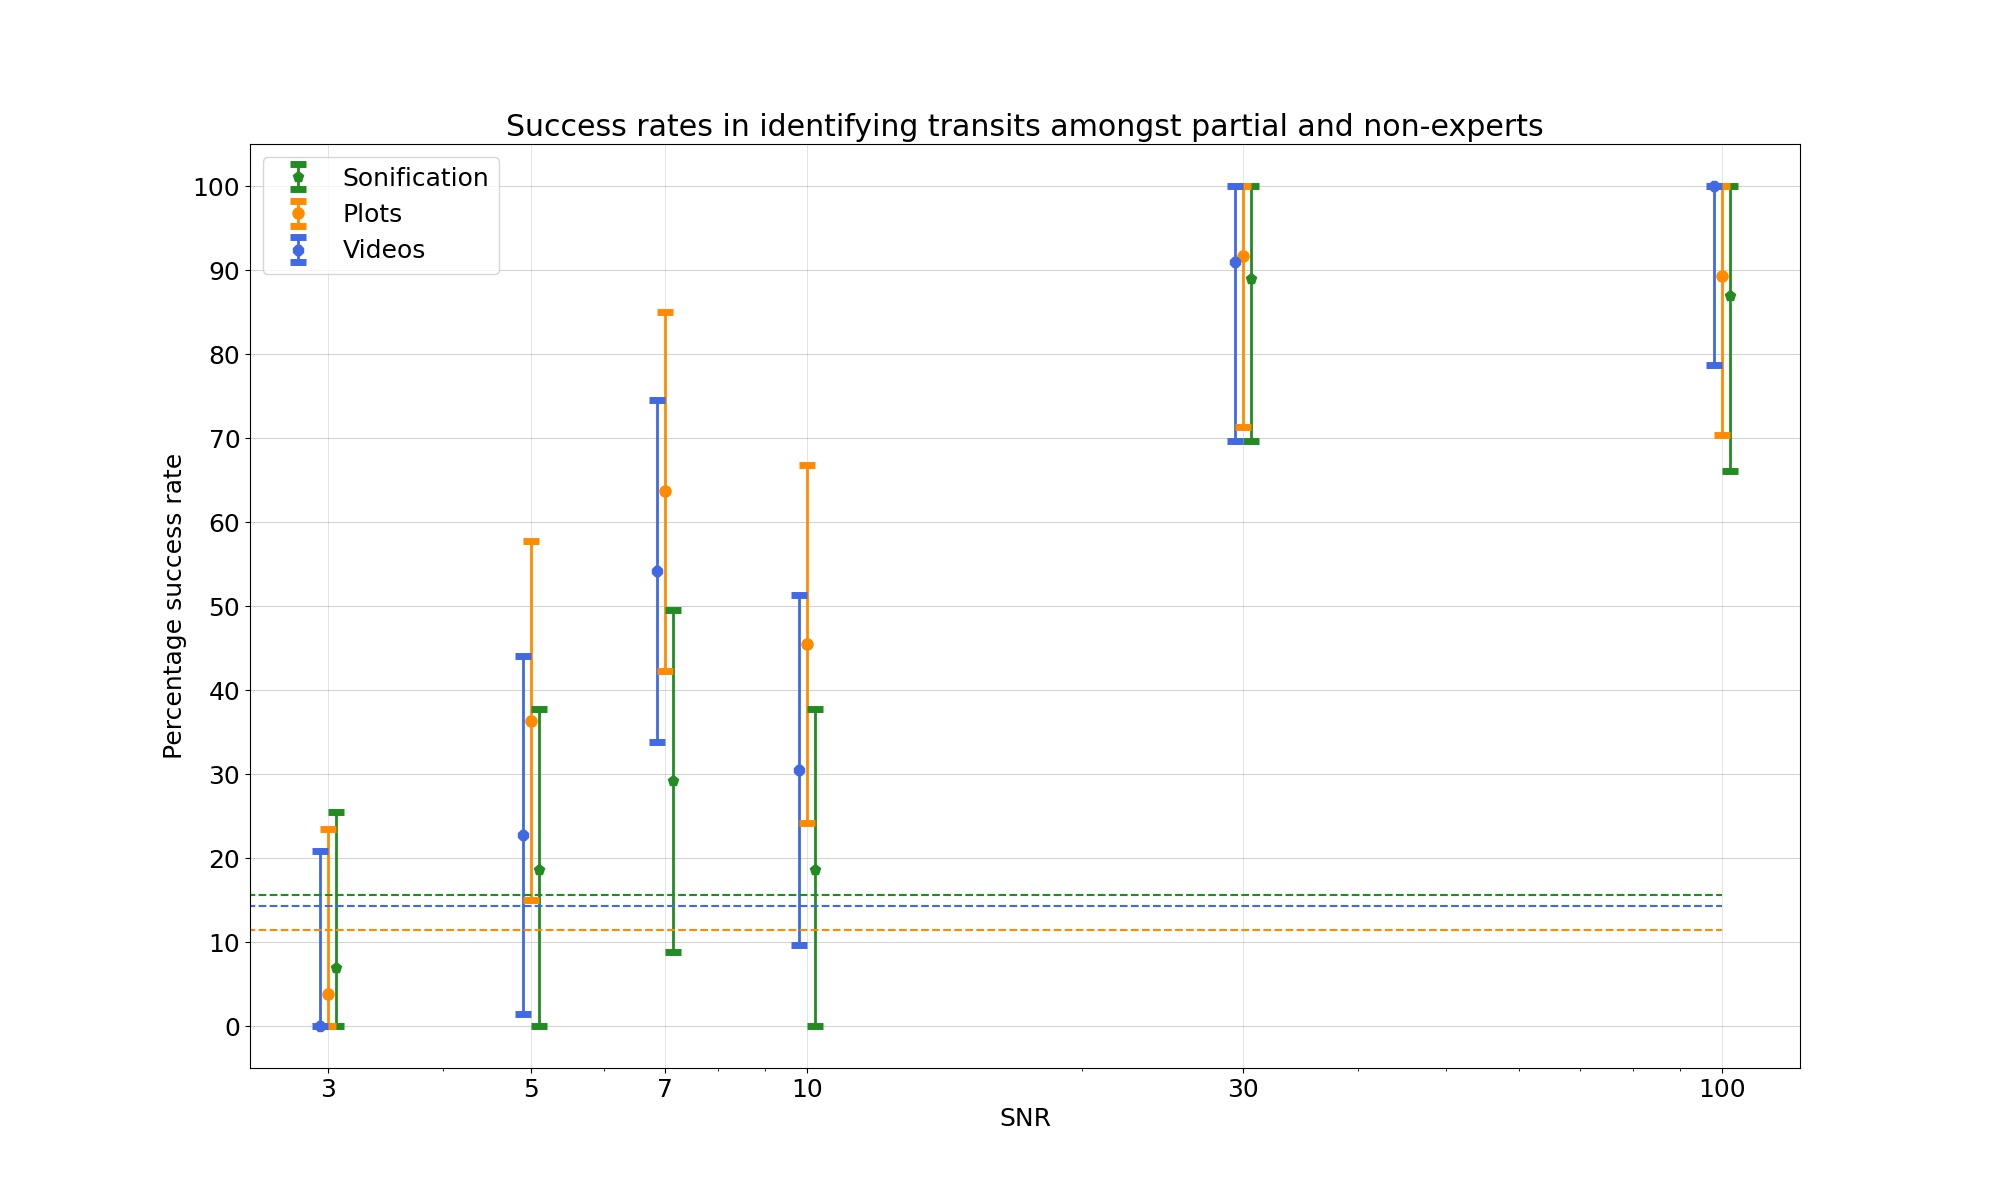 Success rates in identifying transits amongst partial and non-experts
Sonification
Plots
Videos
100
90
80
70
60
50
40
30
20
10
0
Percentage success rate
3 5 7 10 30 100
SNR